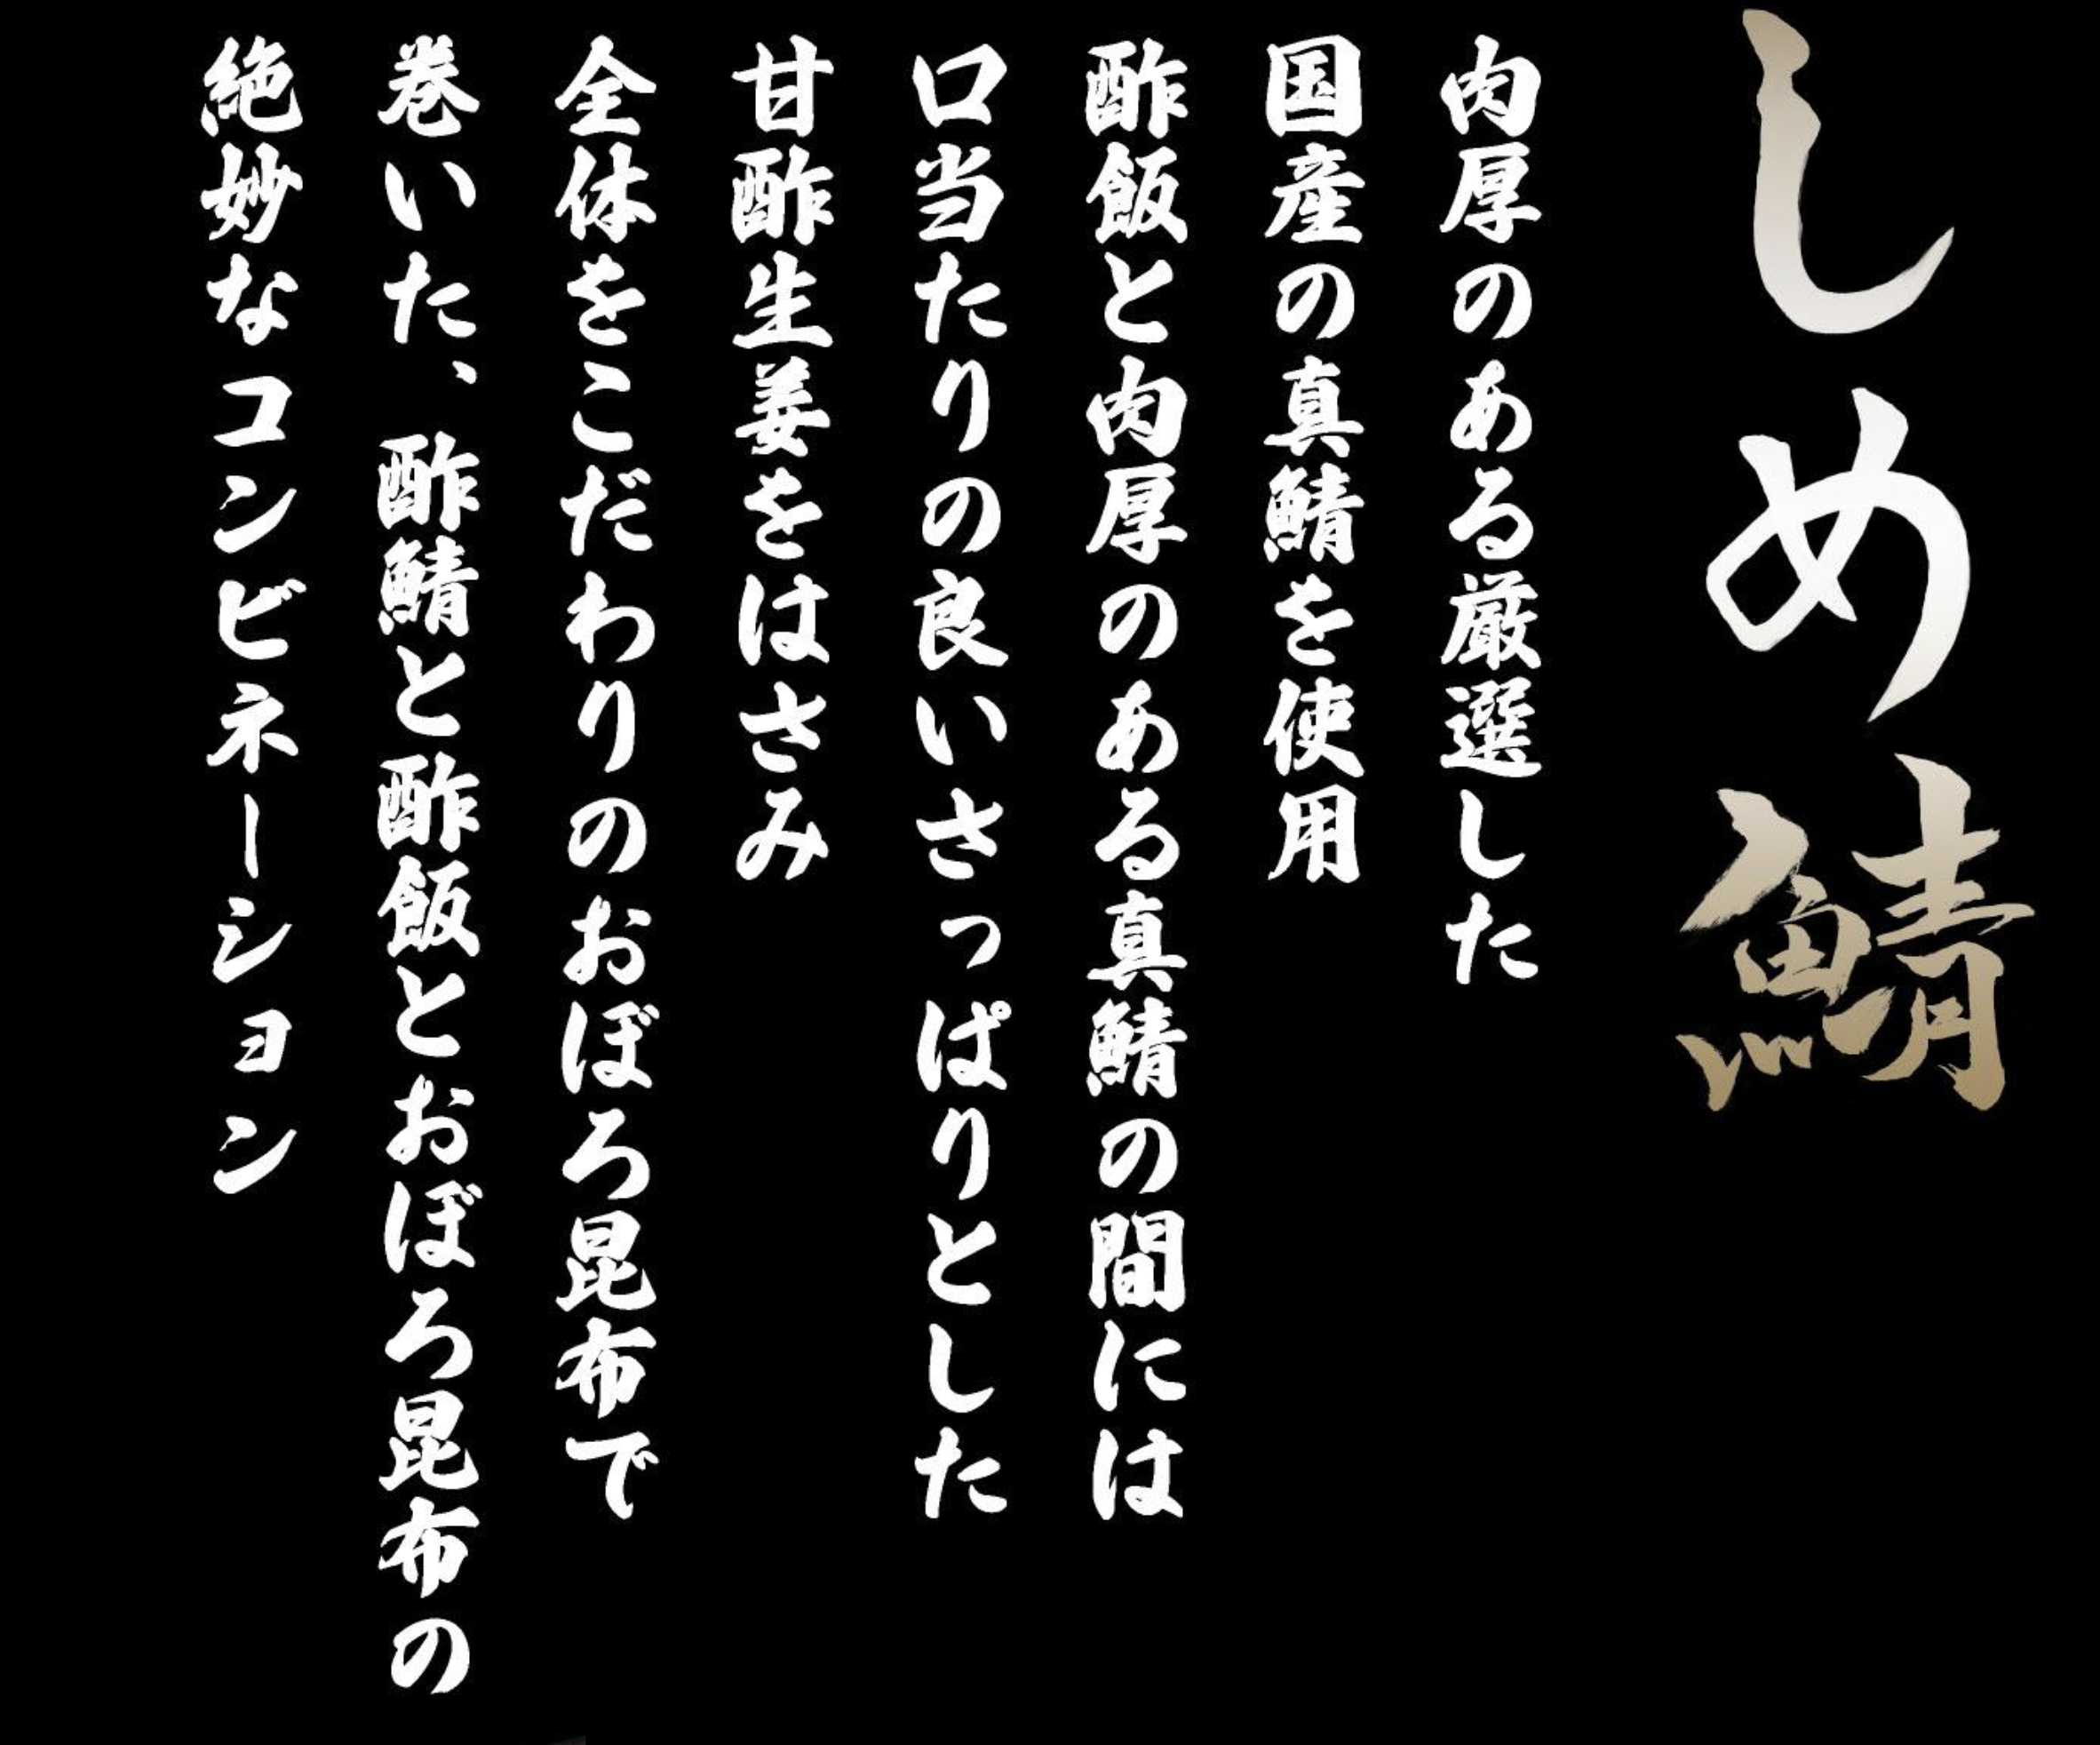 しめ鯖
肉厚のある厳選した
国産の真鯖を使用
酢飯と肉厚のある真鯖の間には
口当たりの良いさっぱりとした
甘酢生姜をはさみ
全体をこだわりのおぼろ昆布で
巻いた、酢鯖と酢飯とおぼろ昆布の
絶妙なコンビネーション